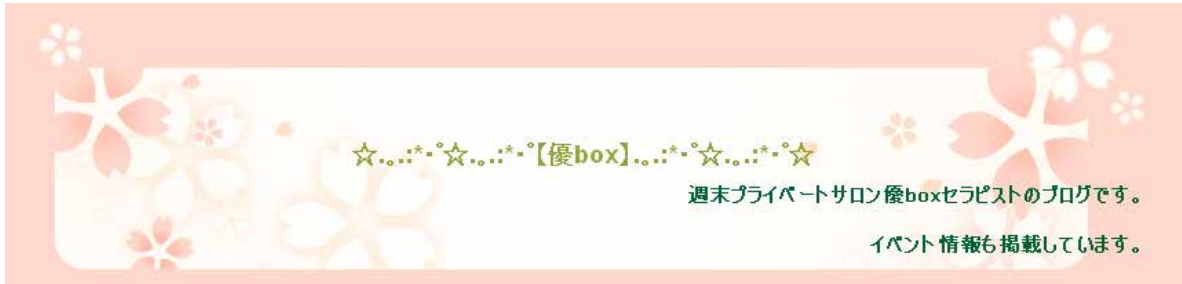 ☆.。.:*・゜☆.。.:*・゜【優box】.。.:*・゜☆.。.:*・゜☆
週末プライベートサロン優boxセラピストのブログです。
イベント情報も掲載しています。